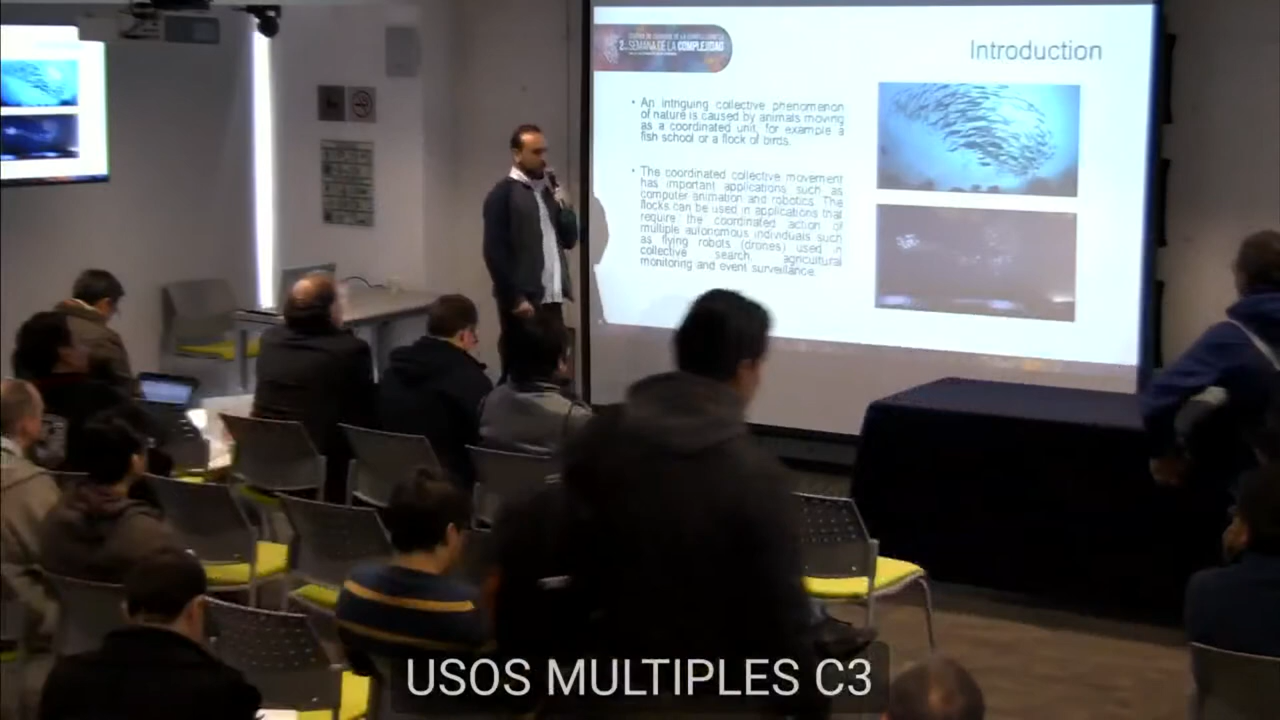 2da SEMANA DE LA COMPLEJIDAD
Introduction
• An intriguing collective phenomenon
of nature is caused by animals moving
as a coordinated unit, for example a
fish school or a flock of birds.
• The coordinated collective movement
has important applications such as
computer animation and robotics. The
flocks can be used in applications that
require the coordinated action of
multiple autonomous individuals such
as flying robots (drones) used in
collective search, agricultural
monitoring and event surveillance.
USOS MULTIPLES C3